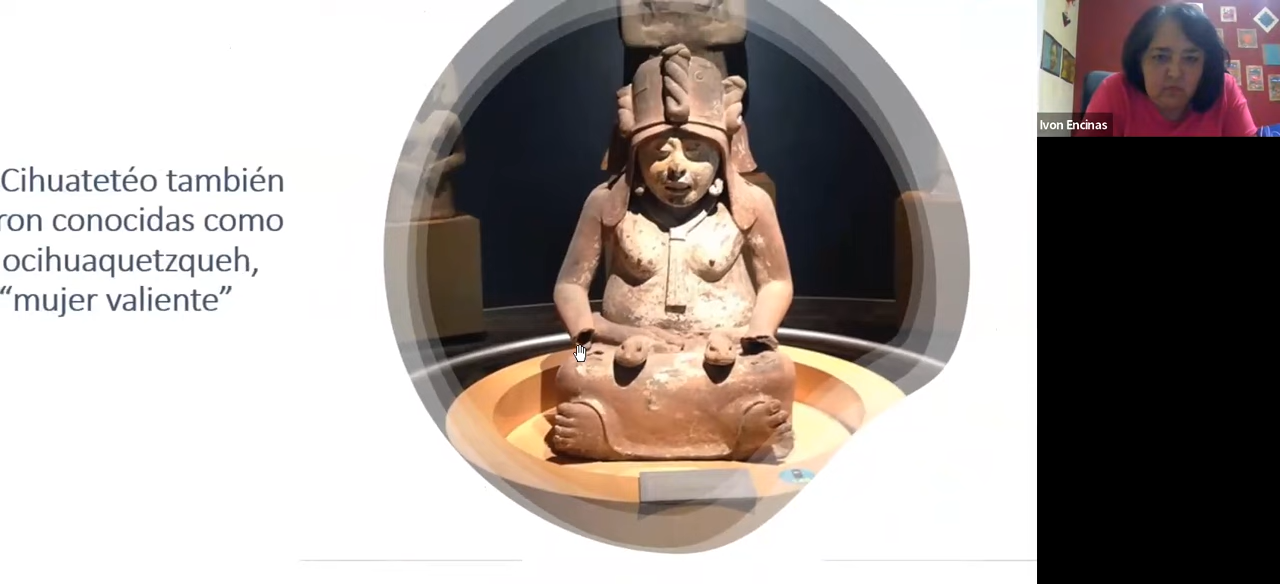 Cihuatetéo también
ron conocidas como
ocihuaquetzqueh,
“mujer valiente”
Ivon Encinas